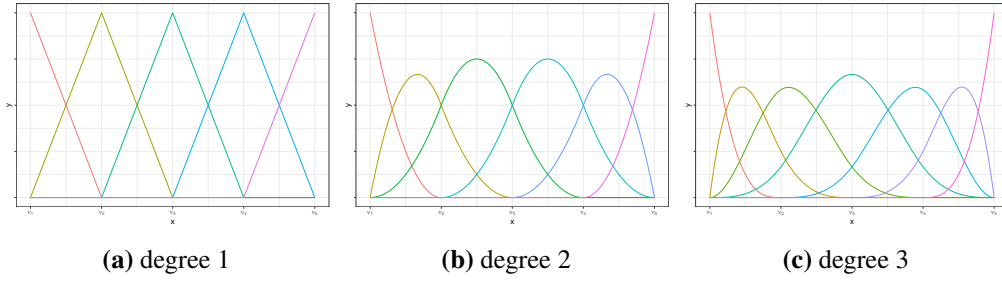 y
v₁ v₂ v₃ v₄ v₅
x
(a) degree 1
y
v₁ v₂ v₃ v₄ v₅
x
(b) degree 2
y
v₁ v₂ v₃ v₄ v₅
x
(c) degree 3